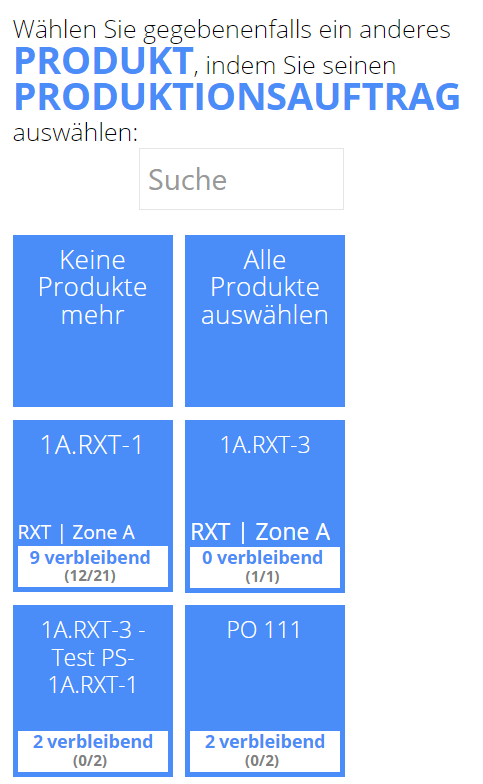 Wählen Sie gegebenenfalls ein anderes
PRODUKT, indem Sie seinen
PRODUKTIONSAUFTRAG
auswählen:
Suche
Keine
Produkte
mehr
Alle
Produkte
auswählen
1A.RXT-1
RXT | Zone A
9 verbleibend
(12/21)
1A.RXT-3
RXT | Zone A
0 verbleibend
(1/1)
1A.RXT-3 -
Test PS-
1A.RXT-1
2 verbleibend
(0/2)
PO 111
2 verbleibend
(0/2)